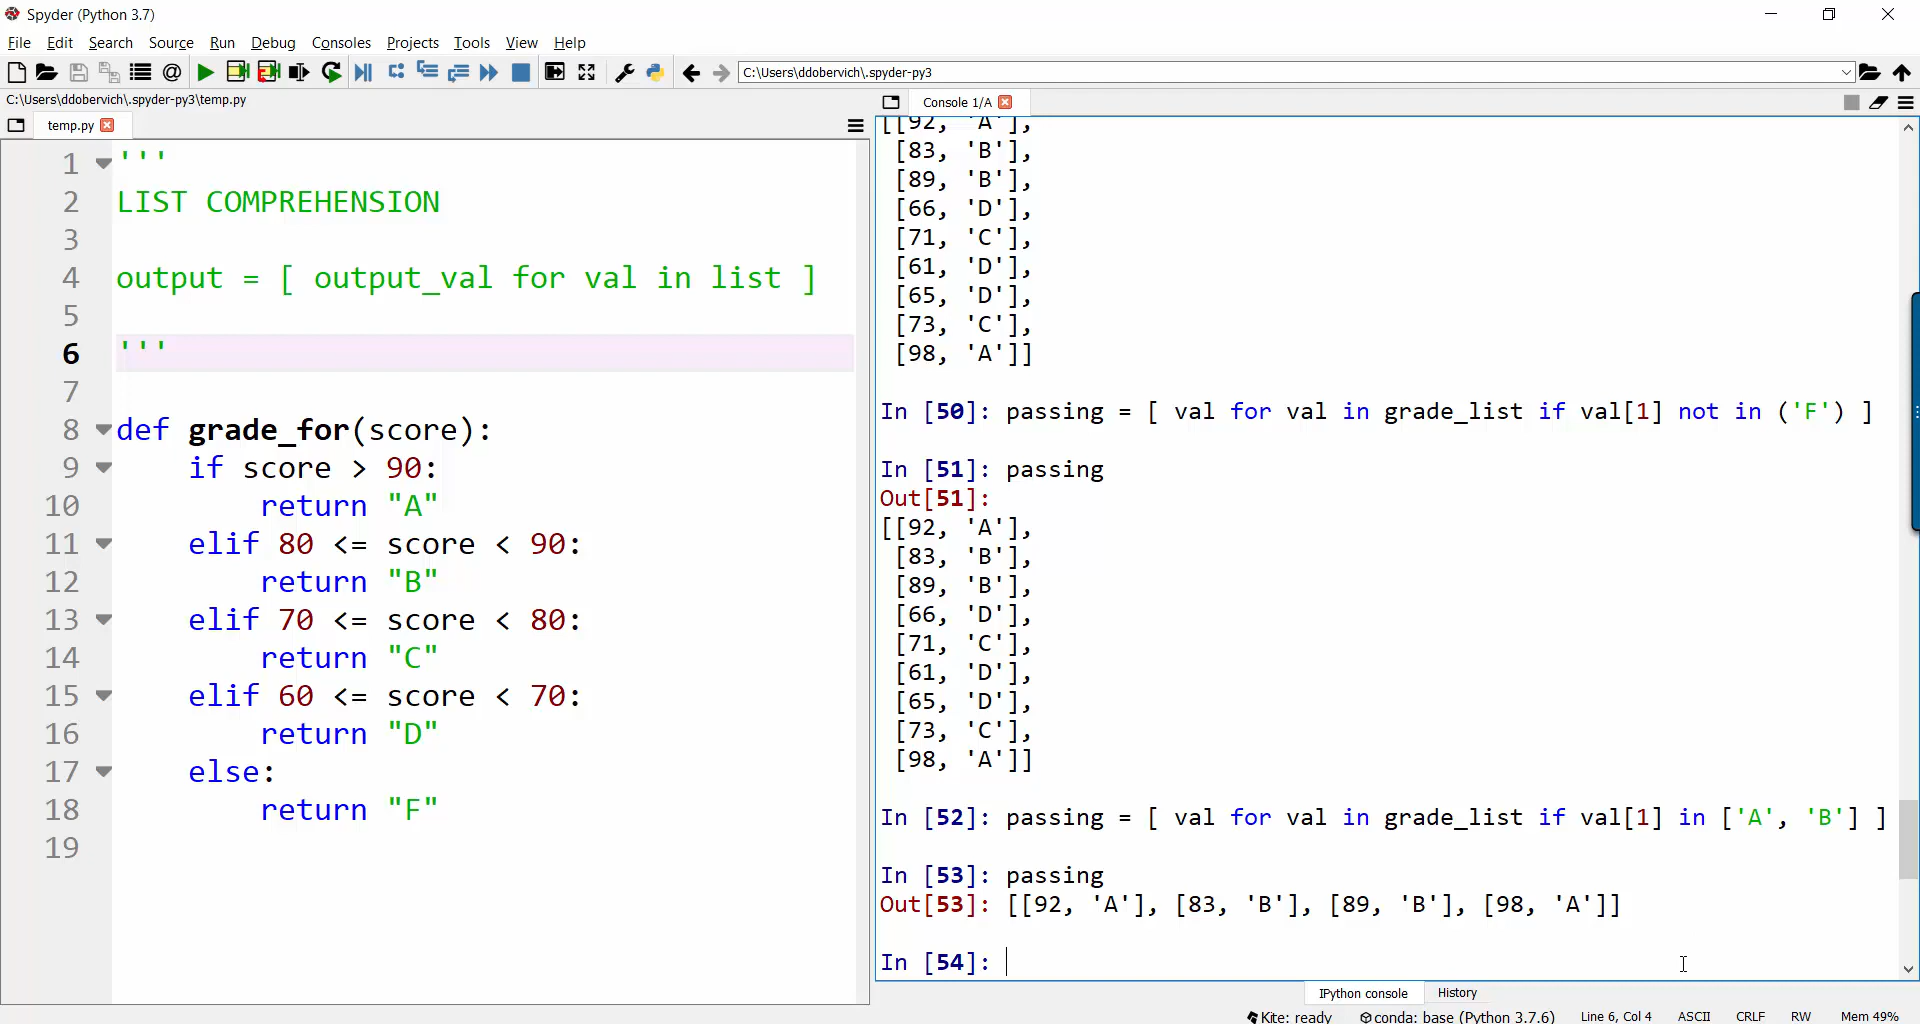 Spyder (Python 3.7)
File Edit Search Source Run Debug Consoles Projects Tools View Help
C:\Users\ddobervich\.spyder-py3
C:\Users\ddobervich\.spyder-py3\temp.py
temp.py
1 '''
2 LIST COMPREHENSION
3
4 output = [ output_val for val in list ]
5
6 '''
7
8 def grade_for(score):
9     if score > 90:
10         return "A"
11     elif 80 <= score < 90:
12         return "B"
13     elif 70 <= score < 80:
14         return "C"
15     elif 60 <= score < 70:
16         return "D"
17     else:
18         return "F"
19
Console 1/A
[[92, 'A'],
 [83, 'B'],
 [89, 'B'],
 [66, 'D'],
 [71, 'C'],
 [61, 'D'],
 [65, 'D'],
 [73, 'C'],
 [98, 'A']]
In [50]: passing = [ val for val in grade_list if val[1] not in ('F') ]
In [51]: passing
Out[51]:
[[92, 'A'],
 [83, 'B'],
 [89, 'B'],
 [66, 'D'],
 [71, 'C'],
 [61, 'D'],
 [65, 'D'],
 [73, 'C'],
 [98, 'A']]
In [52]: passing = [ val for val in grade_list if val[1] in ['A', 'B'] ]
In [53]: passing
Out[53]: [[92, 'A'], [83, 'B'], [89, 'B'], [98, 'A']]
In [54]:
IPython console History
Kite: ready conda: base (Python 3.7.6) Line 6, Col 4 ASCII CRLF RW Mem 49%